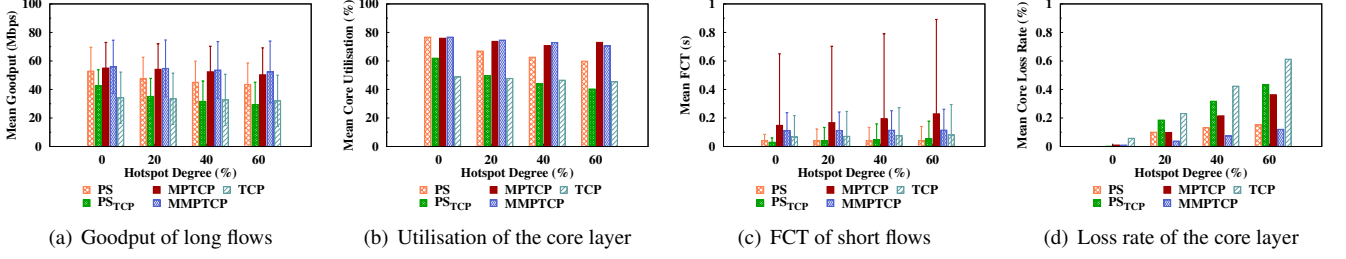 Mean Goodput (Mbps)
100
80
60
40
20
0
0 20 40 60
Hotspot Degree (%)
PS MPTCP TCP
PSTCP MMPTCP
(a) Goodput of long flows
Mean Core Utilisation (%)
100
80
60
40
20
0
0 20 40 60
Hotspot Degree (%)
PS MPTCP TCP
PSTCP MMPTCP
(b) Utilisation of the core layer
Mean FCT (s)
1
0.8
0.6
0.4
0.2
0
0 20 40 60
Hotspot Degree (%)
PS MPTCP TCP
PSTCP MMPTCP
(c) FCT of short flows
Mean Core Loss Rate (%)
1
0.8
0.6
0.4
0.2
0
0 20 40 60
Hotspot Degree (%)
PS MPTCP TCP
PSTCP MMPTCP
(d) Loss rate of the core layer